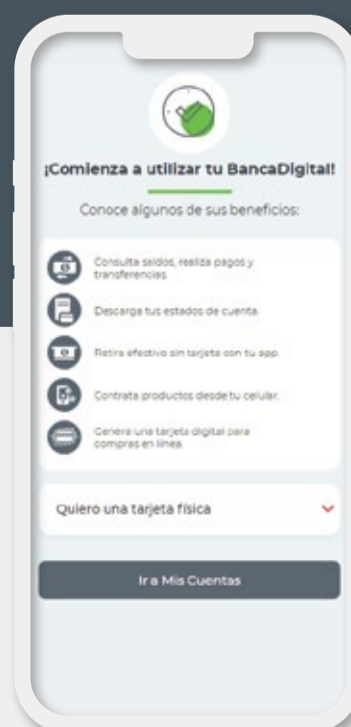 ¡Comienza a utilizar tu BancaDigital!
Conoce algunos de sus beneficios:
Consulta saldos, realiza pagos y
transferencias.
Descarga tus estados de cuenta.
Retira efectivo sin tarjeta con tu app.
Contrata productos desde tu celular.
Genera una tarjeta digital para
compras en línea.
Quiero una tarjeta física
Ir a Mis Cuentas